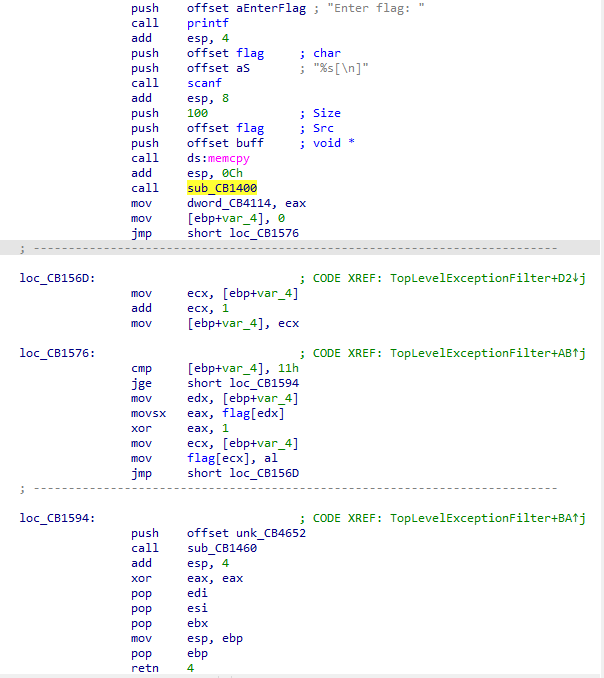 push offset aEnterFlag ; "Enter flag: "
call printf
add esp, 4
push offset flag ; char
push offset aS ; "%s[\n]"
call scanf
add esp, 8
push 100 ; Size
push offset flag ; Src
push offset buff ; void *
call ds:memcpy
add esp, 0Ch
call sub_CB1400
mov dword_CB4114, eax
mov [ebp+var_4], 0
jmp short loc_CB1576
; ---------------------------------------------------------------------------
loc_CB156D: ; CODE XREF: TopLevelExceptionFilter+D2↓j
mov ecx, [ebp+var_4]
add ecx, 1
mov [ebp+var_4], ecx
loc_CB1576: ; CODE XREF: TopLevelExceptionFilter+AB↑j
cmp [ebp+var_4], 11h
jge short loc_CB1594
mov edx, [ebp+var_4]
movsx eax, flag[edx]
xor eax, 1
mov ecx, [ebp+var_4]
mov flag[ecx], al
jmp short loc_CB156D
; ---------------------------------------------------------------------------
loc_CB1594: ; CODE XREF: TopLevelExceptionFilter+BA↑j
push offset unk_CB4652
call sub_CB1460
add esp, 4
xor eax, eax
pop edi
pop esi
pop ebx
mov esp, ebp
pop ebp
retn 4